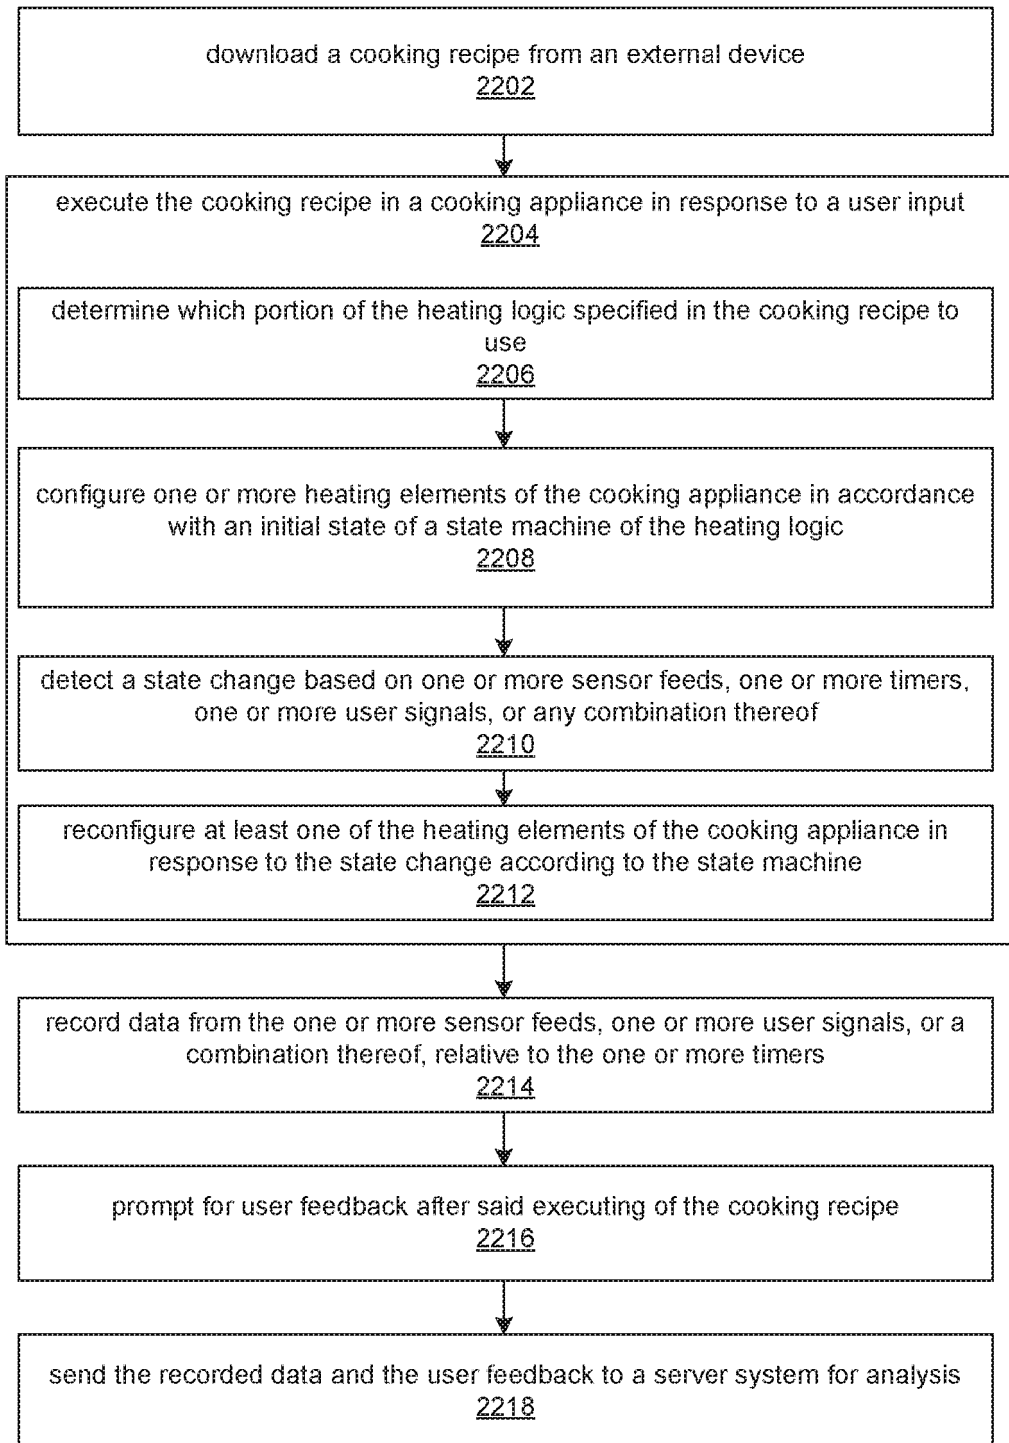 download a cooking recipe from an external device
2202
execute the cooking recipe in a cooking appliance in response to a user input
2204
determine which portion of the heating logic specified in the cooking recipe to
use
2206
configure one or more heating elements of the cooking appliance in accordance
with an initial state of a state machine of the heating logic
2208
detect a state change based on one or more sensor feeds, one or more timers,
one or more user signals, or any combination thereof
2210
reconfigure at least one of the heating elements of the cooking appliance in
response to the state change according to the state machine
2212
record data from the one or more sensor feeds, one or more user signals, or a
combination thereof, relative to the one or more timers
2214
prompt for user feedback after said executing of the cooking recipe
2216
send the recorded data and the user feedback to a server system for analysis
2218